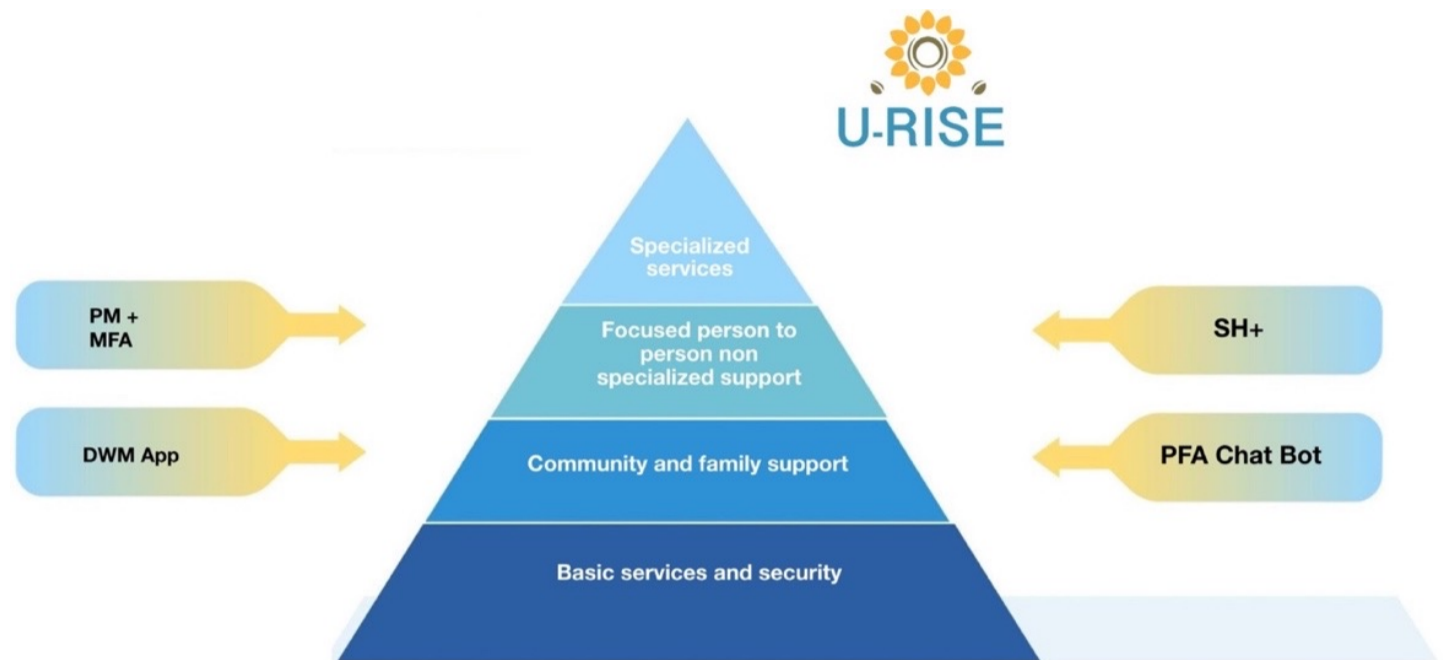 U-RISE
Specialized
services
PM +
MFA
Focused person to
person non
specialized support
SH+
DWM App
Community and family support
PFA Chat Bot
Basic services and security